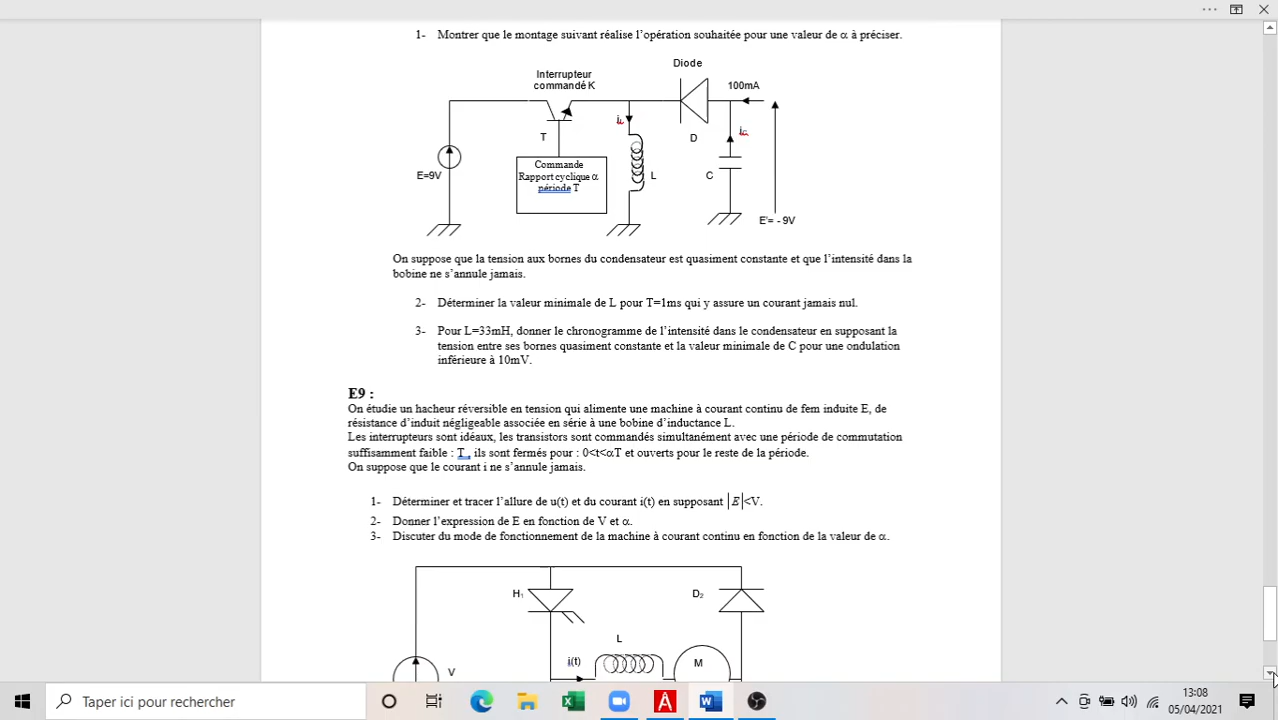 1- Montrer que le montage suivant réalise l'opération souhaitée pour une valeur de α à préciser.
Diode
Interrupteur
commandé K
100mA
iL
iC
T
D
Commande
Rapport cyclique α
période T
E=9V
L
C
E'= - 9V
On suppose que la tension aux bornes du condensateur est quasiment constante et que l'intensité dans la
bobine ne s'annule jamais.
2- Déterminer la valeur minimale de L pour T=1ms qui y assure un courant jamais nul.
3- Pour L=33mH, donner le chronogramme de l'intensité dans le condensateur en supposant la
tension entre ses bornes quasiment constante et la valeur minimale de C pour une ondulation
inférieure à 10mV.
E9 :
On étudie un hacheur réversible en tension qui alimente une machine à courant continu de fem induite E, de
résistance d'induit négligeable associée en série à une bobine d'inductance L.
Les interrupteurs sont idéaux, les transistors sont commandés simultanément avec une période de commutation
suffisamment faible : T , ils sont fermés pour : 0<t<αT et ouverts pour le reste de la période.
On suppose que le courant i ne s'annule jamais.
1- Déterminer et tracer l'allure de u(t) et du courant i(t) en supposant |E|<V.
2- Donner l'expression de E en fonction de V et α.
3- Discuter du mode de fonctionnement de la machine à courant continu en fonction de la valeur de α.
H1
D2
L
i(t)
M
V
Taper ici pour rechercher
13:08
05/04/2021